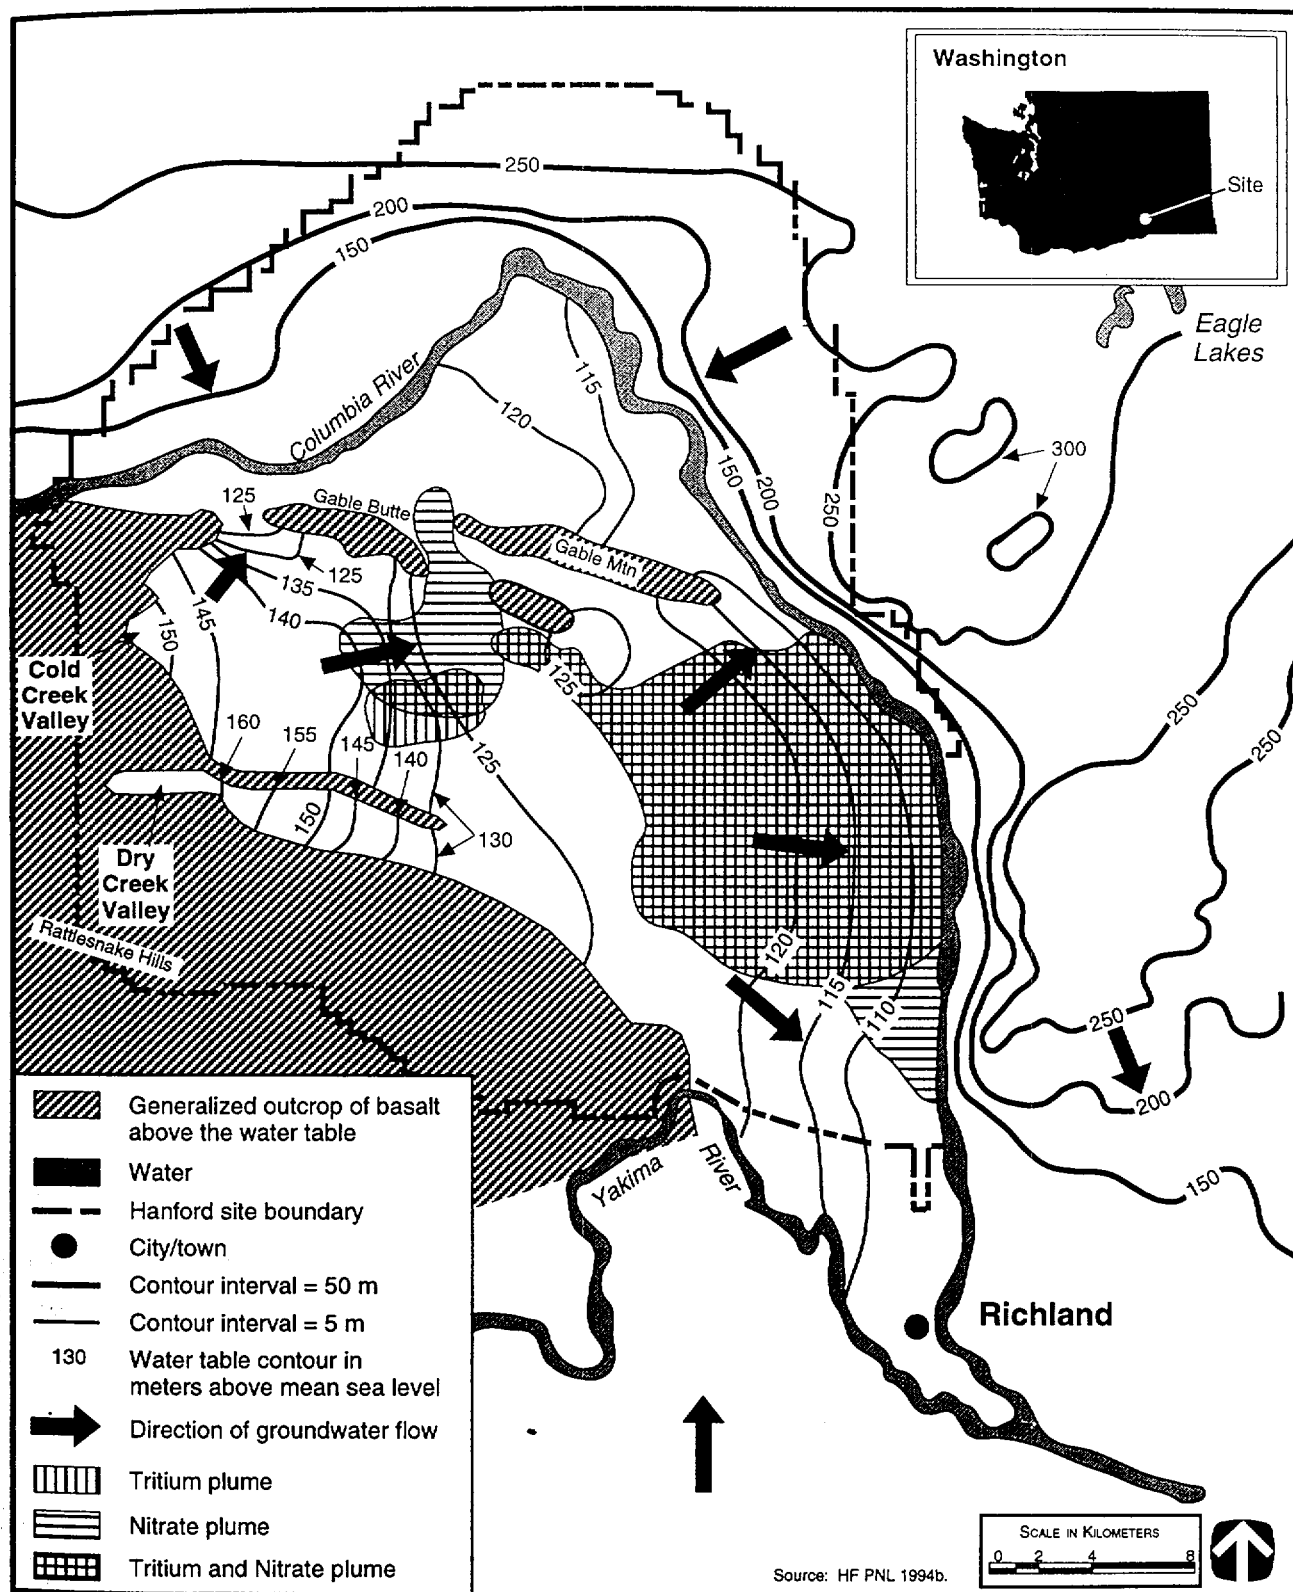 Washington
Site
250
200
150
Eagle
Lakes
Columbia River
115
120
300
150
200
250
125
Gable Butte
Gable Mtn
125
135
140
145
150
Cold
Creek
Valley
125
160
155
145
140
125
250
250
150
130
Dry
Creek
Valley
Rattlesnake Hills
120
115
110
250
200
150
Yakima
River
Richland
Generalized outcrop of basalt
above the water table
Water
Hanford site boundary
City/town
Contour interval = 50 m
Contour interval = 5 m
130
Water table contour in
meters above mean sea level
Direction of groundwater flow
Tritium plume
Nitrate plume
Tritium and Nitrate plume
SCALE IN KILOMETERS
0 2 4 8
Source: HF PNL 1994b.